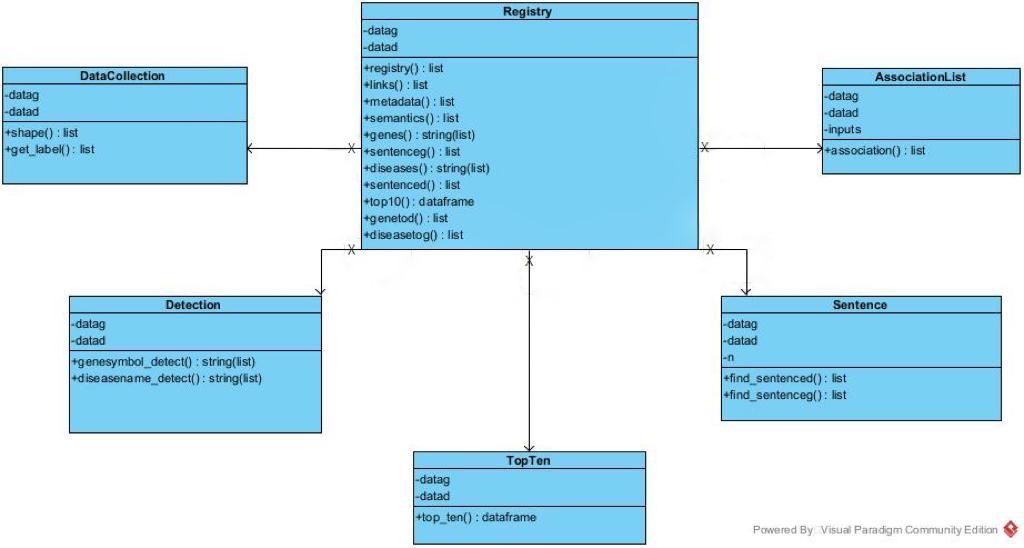 Registry
-datag
-datad
+registry() : list
+links() : list
+metadata() : list
+semantics() : list
+genes() : string(list)
+sentenceg() : list
+diseases() : string(list)
+sentenced() : list
+top10() : dataframe
+genetod() : list
+diseasetog() : list
DataCollection
-datag
-datad
+shape() : list
+get_label() : list
AssociationList
-datag
-datad
-inputs
+association() : list
X
X
X
X
X
Detection
-datag
-datad
+genesymbol_detect() : string(list)
+diseasename_detect() : string(list)
Sentence
-datag
-datad
-n
+find_sentenced() : list
+find_sentenceg() : list
TopTen
-datag
-datad
+top_ten() : dataframe
Powered By Visual Paradigm Community Edition